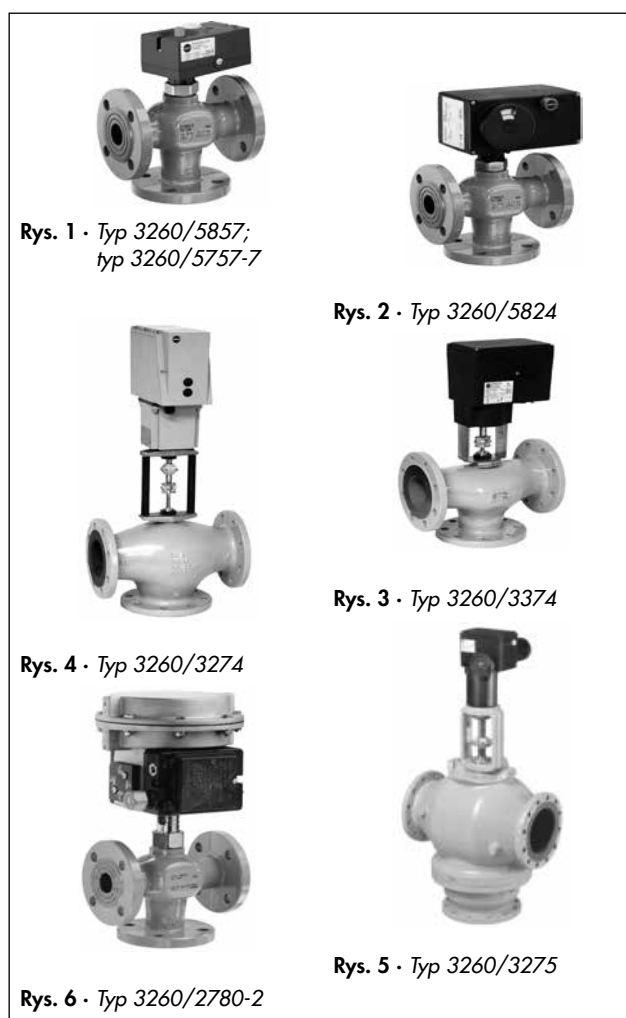 Rys. 1 · Typ 3260/5857;
typ 3260/5757-7
Rys. 2 · Typ 3260/5824
Rys. 3 · Typ 3260/3374
Rys. 4 · Typ 3260/3274
Rys. 5 · Typ 3260/3275
Rys. 6 · Typ 3260/2780-2